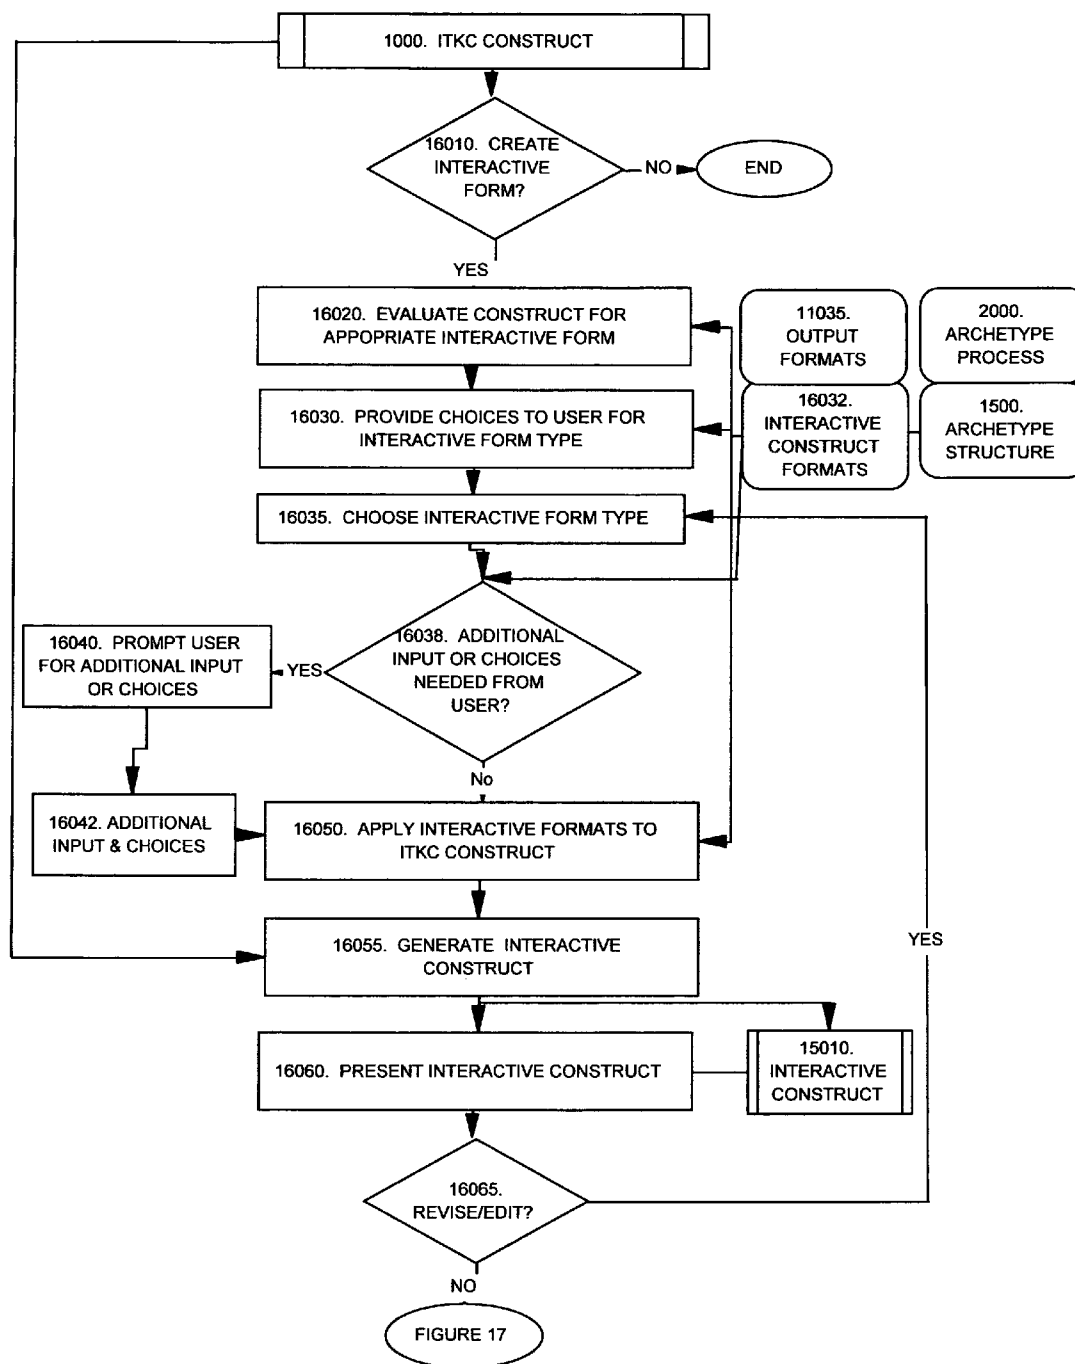 1000. ITKC CONSTRUCT
16010. CREATE
INTERACTIVE
FORM?
NO
END
YES
16020. EVALUATE CONSTRUCT FOR
APPOPRIATE INTERACTIVE FORM
11035.
OUTPUT
FORMATS
2000.
ARCHETYPE
PROCESS
16030. PROVIDE CHOICES TO USER FOR
INTERACTIVE FORM TYPE
16032.
INTERACTIVE
CONSTRUCT
FORMATS
1500.
ARCHETYPE
STRUCTURE
16035. CHOOSE INTERACTIVE FORM TYPE
16040. PROMPT USER
FOR ADDITIONAL INPUT
OR CHOICES
YES
16038. ADDITIONAL
INPUT OR CHOICES
NEEDED FROM
USER?
No
16042. ADDITIONAL
INPUT & CHOICES
16050. APPLY INTERACTIVE FORMATS TO
ITKC CONSTRUCT
16055. GENERATE INTERACTIVE
CONSTRUCT
YES
16060. PRESENT INTERACTIVE CONSTRUCT
15010.
INTERACTIVE
CONSTRUCT
16065.
REVISE/EDIT?
NO
FIGURE 17